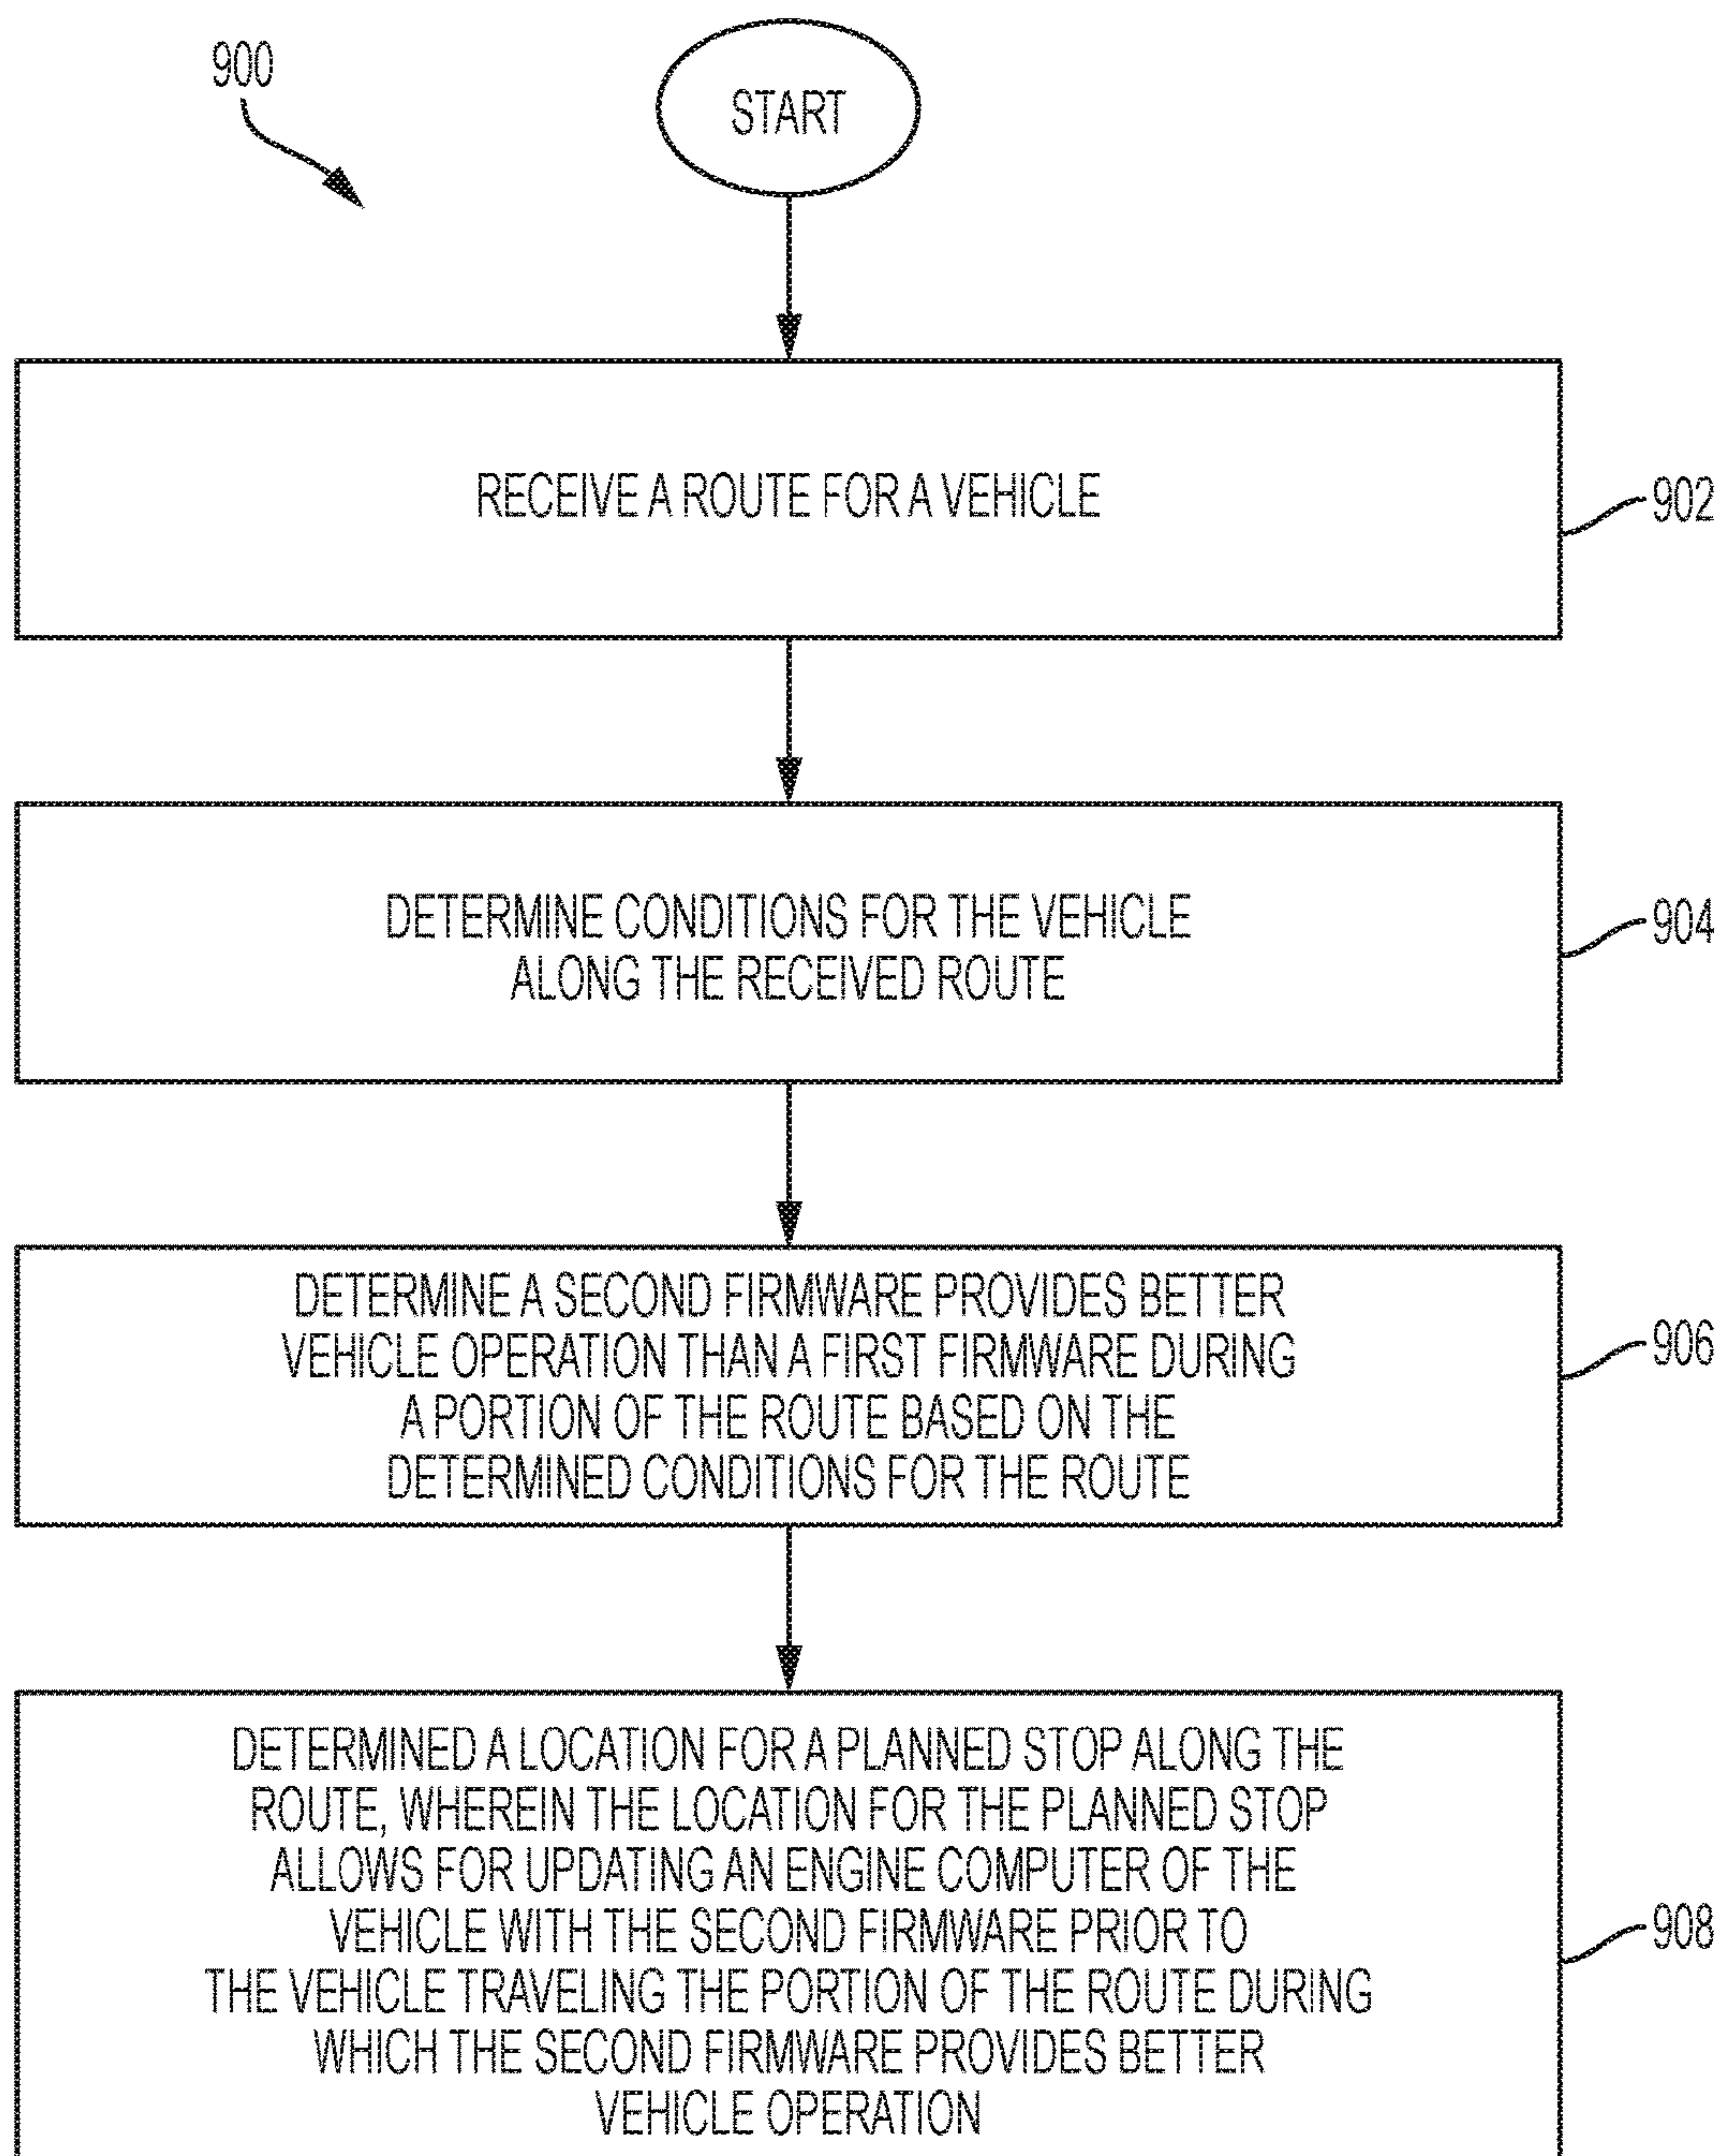 900
START
RECEIVE A ROUTE FOR A VEHICLE
902
DETERMINE CONDITIONS FOR THE VEHICLE
ALONG THE RECEIVED ROUTE
904
DETERMINE A SECOND FIRMWARE PROVIDES BETTER
VEHICLE OPERATION THAN A FIRST FIRMWARE DURING
A PORTION OF THE ROUTE BASED ON THE
DETERMINED CONDITIONS FOR THE ROUTE
906
DETERMINED A LOCATION FOR A PLANNED STOP ALONG THE
ROUTE, WHEREIN THE LOCATION FOR THE PLANNED STOP
ALLOWS FOR UPDATING AN ENGINE COMPUTER OF THE
VEHICLE WITH THE SECOND FIRMWARE PRIOR TO
THE VEHICLE TRAVELING THE PORTION OF THE ROUTE DURING
WHICH THE SECOND FIRMWARE PROVIDES BETTER
VEHICLE OPERATION
908